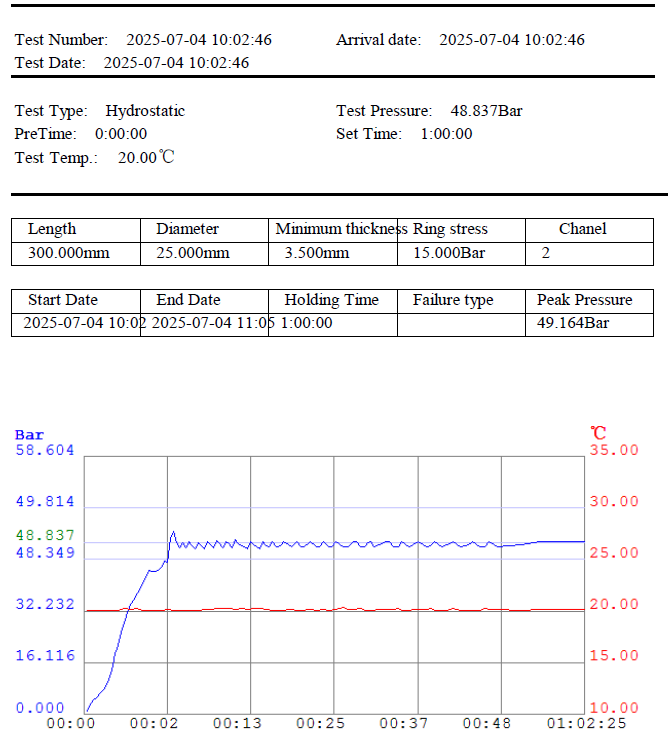 Test Number: 2025-07-04 10:02:46 Arrival date: 2025-07-04 10:02:46
Test Date: 2025-07-04 10:02:46
Test Type: Hydrostatic Test Pressure: 48.837Bar
PreTime: 0:00:00 Set Time: 1:00:00
Test Temp.: 20.00℃
Length Diameter Minimum thickness Ring stress Chanel
300.000mm 25.000mm 3.500mm 15.000Bar 2
Start Date End Date Holding Time Failure type Peak Pressure
2025-07-04 10:02 2025-07-04 11:05 1:00:00 49.164Bar
Bar ℃
58.604 35.00
49.814 30.00
48.837
48.349 25.00
32.232 20.00
16.116 15.00
0.000 10.00
00:00 00:02 00:13 00:25 00:37 00:48 01:02:25